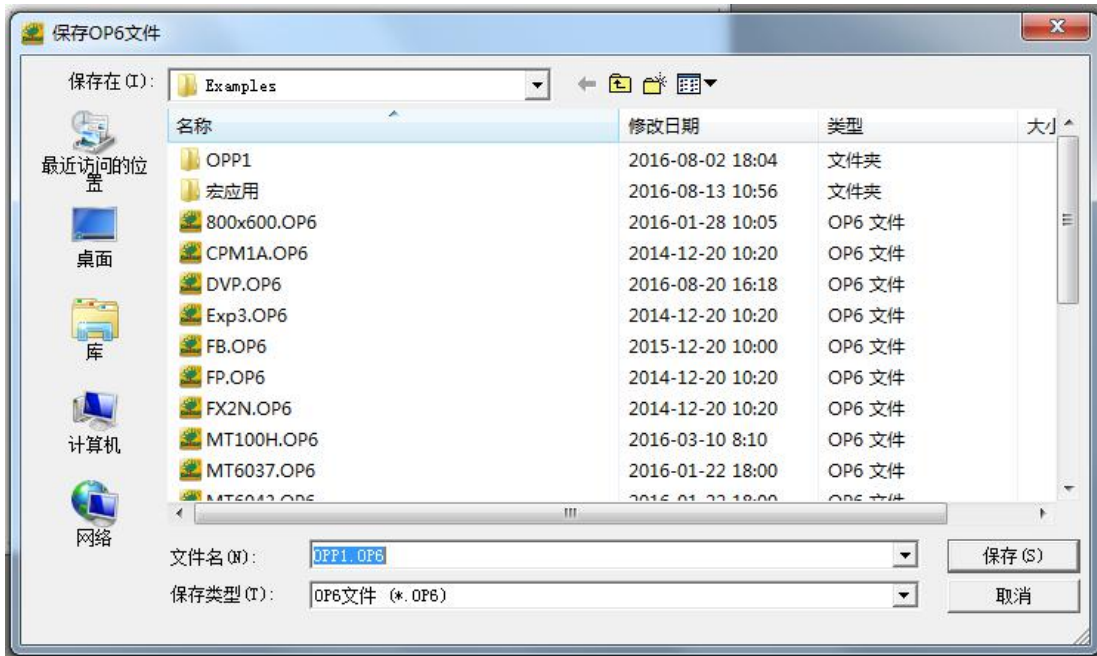 保存OP6文件
保存在(I):
Examples
名称 修改日期 类型 大小
OPP1 2016-08-02 18:04 文件夹
宏应用 2016-08-13 10:56 文件夹
800x600.OP6 2016-01-28 10:05 OP6 文件
CPM1A.OP6 2014-12-20 10:20 OP6 文件
DVP.OP6 2016-08-20 16:18 OP6 文件
Exp3.OP6 2014-12-20 10:20 OP6 文件
FB.OP6 2015-12-20 10:00 OP6 文件
FP.OP6 2014-12-20 10:20 OP6 文件
FX2N.OP6 2014-12-20 10:20 OP6 文件
MT100H.OP6 2016-03-10 8:10 OP6 文件
MT6037.OP6 2016-01-22 18:00 OP6 文件
最近访问的位
置
桌面
库
计算机
网络
文件名(N):
OPP1.OP6
保存(S)
保存类型(T):
OP6文件 (*.OP6)
取消